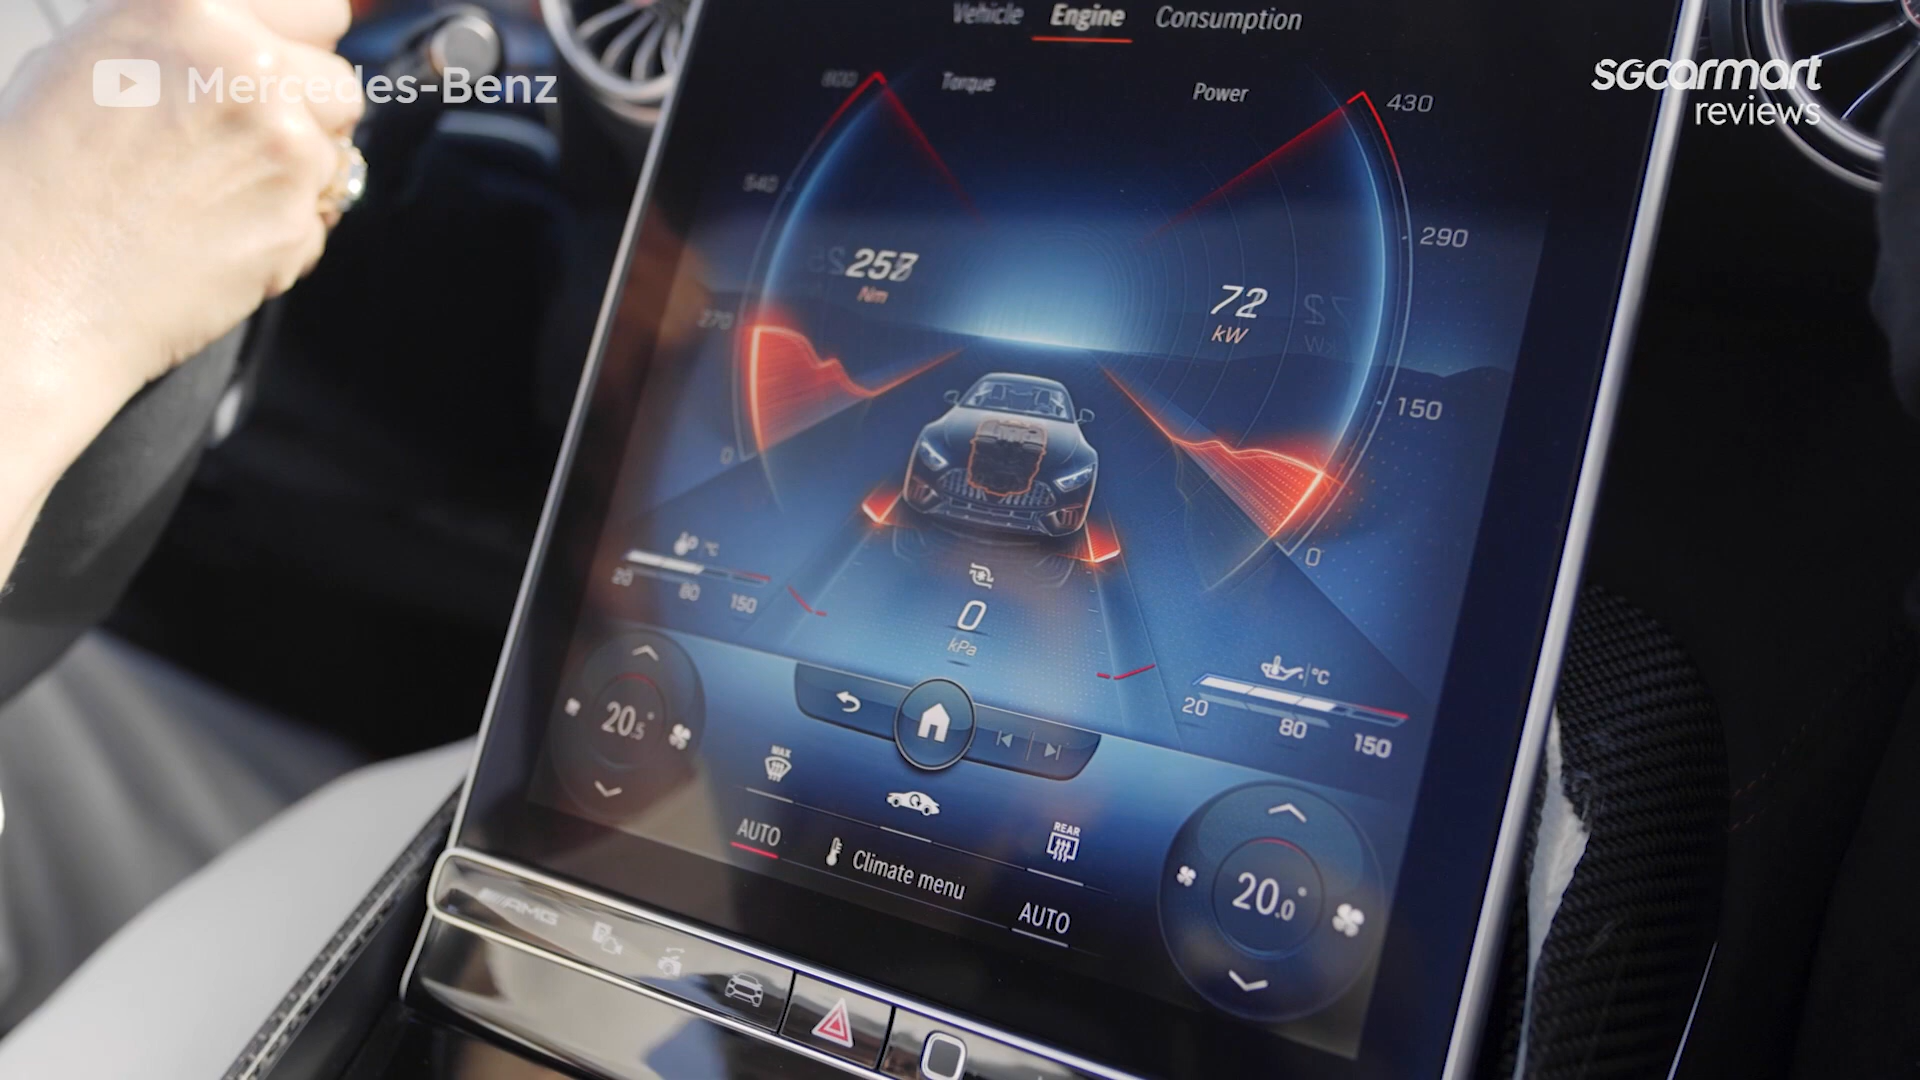 Mercedes-Benz
sgcarmart
reviews
Vehicle Engine Consumption
800 Torque Power 430
540
290
Nm
72
kW
270
150
0
0
°C
20 80 150
0
kPa
°C
20 80 150
20.5°
MAX
REAR
AUTO
Climate menu
AUTO
20.0°
AMG